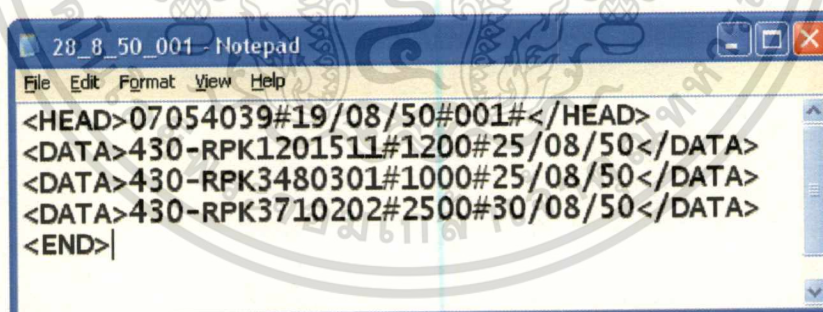 28_8_50_001 - Notepad
File Edit Format View Help
<HEAD>07054039#19/08/50#001#</HEAD>
<DATA>430-RPK1201511#1200#25/08/50</DATA>
<DATA>430-RPK3480301#1000#25/08/50</DATA>
<DATA>430-RPK3710202#2500#30/08/50</DATA>
<END>